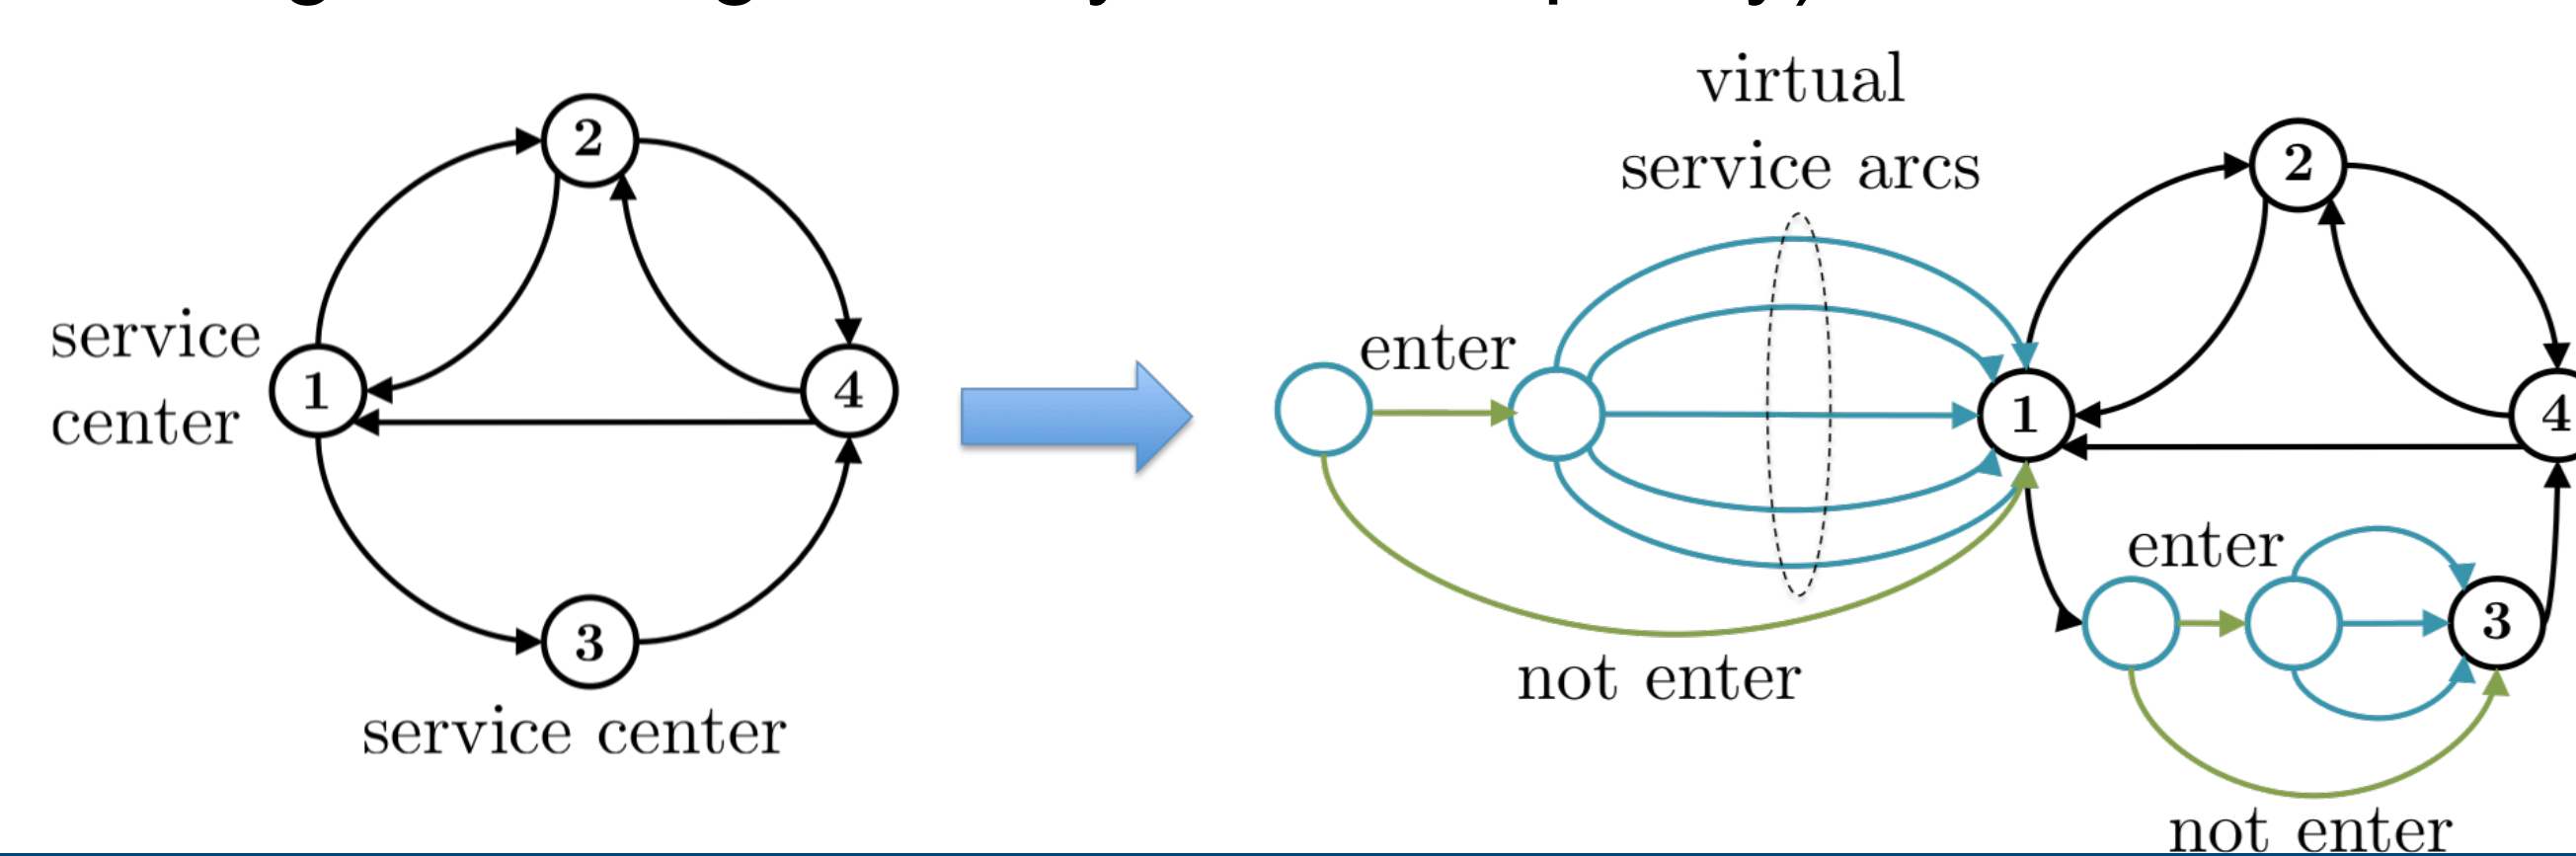 2
service
center
1
4
3
service center
virtual
service arcs
enter
not enter
2
1
4
enter
3
not enter